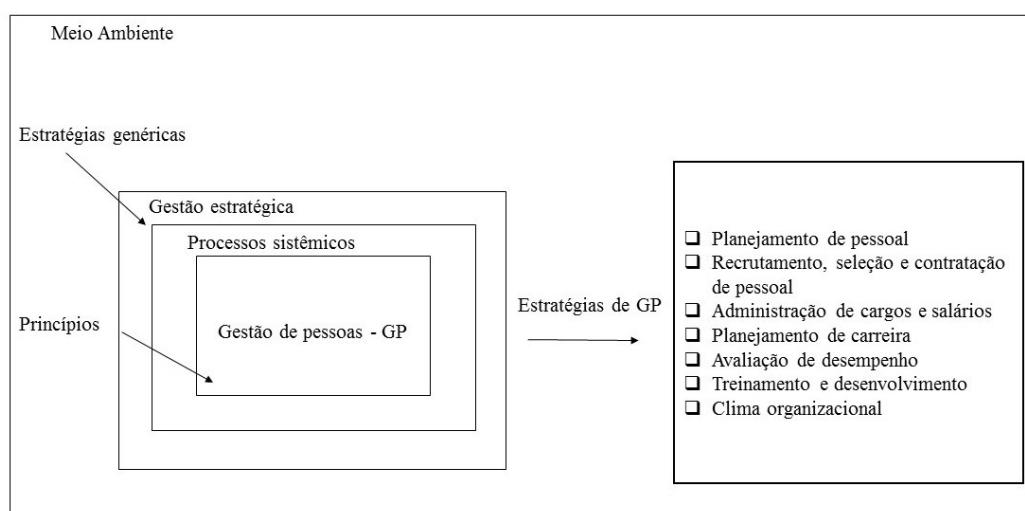 Meio Ambiente
Estratégias genéricas
Gestão estratégica
Processos sistêmicos
Princípios
Gestão de pessoas - GP
Estratégias de GP
Planejamento de pessoal
Recrutamento, seleção e contratação
de pessoal
Administração de cargos e salários
Planejamento de carreira
Avaliação de desempenho
Treinamento e desenvolvimento
Clima organizacional